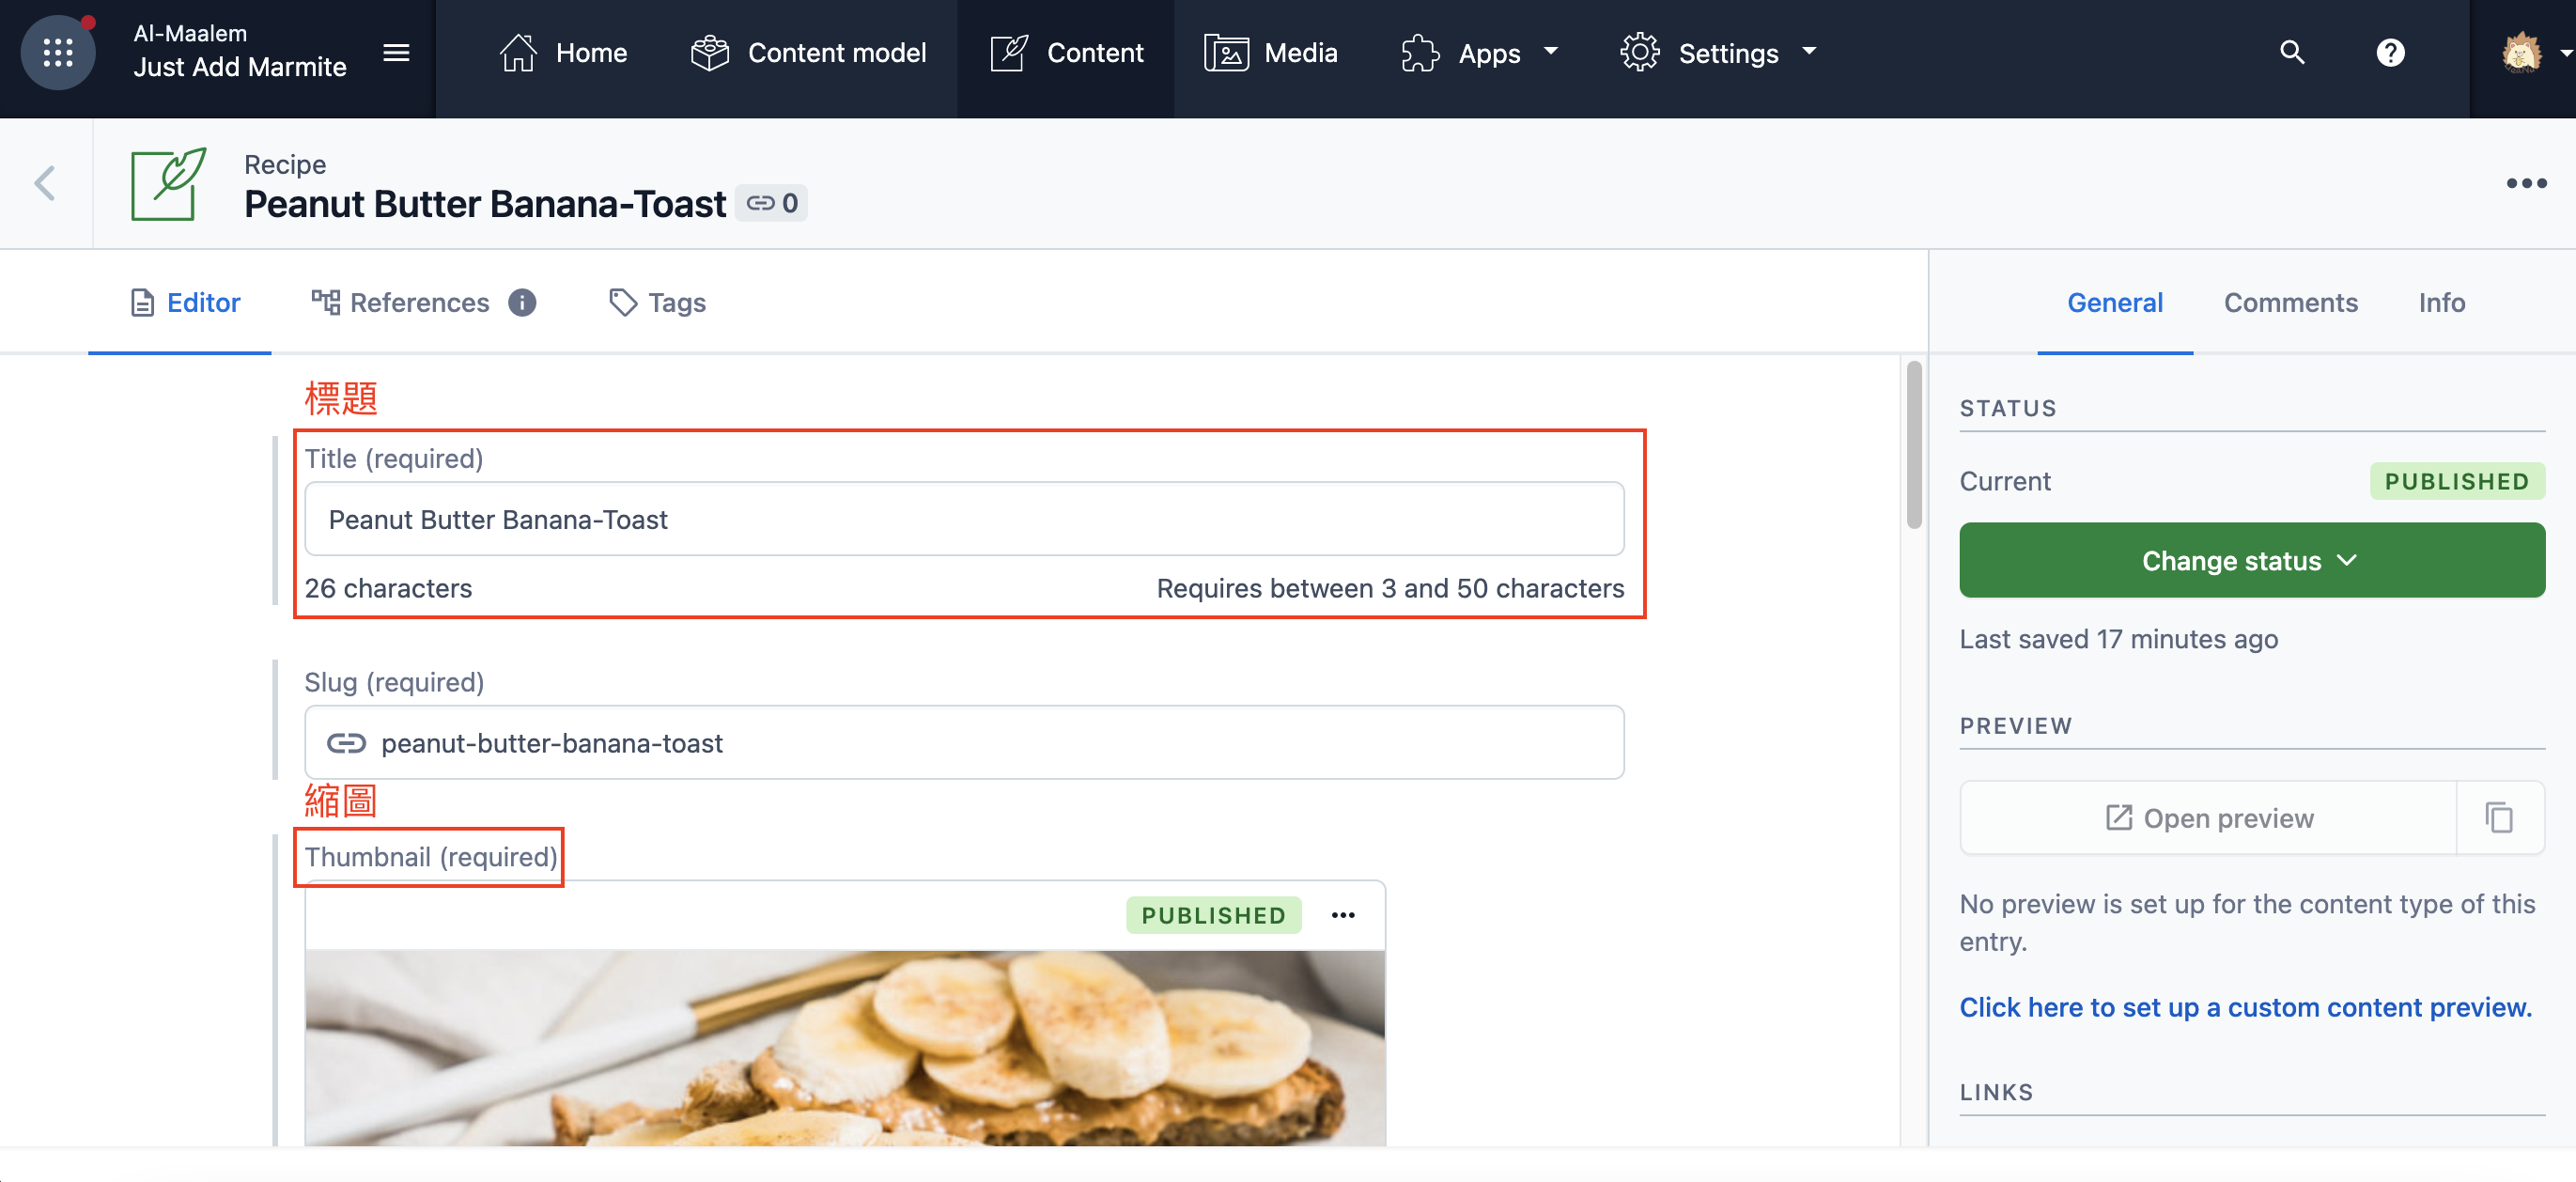 Al-Maalem
Just Add Marmite
Home
Content model
Content
Media
Apps
Settings
Recipe
Peanut Butter Banana-Toast
0
Editor
References
Tags
General
Comments
Info
標題
Title (required)
Peanut Butter Banana-Toast
26 characters
Requires between 3 and 50 characters
Slug (required)
peanut-butter-banana-toast
縮圖
Thumbnail (required)
PUBLISHED
STATUS
Current
PUBLISHED
Change status
Last saved 17 minutes ago
PREVIEW
Open preview
No preview is set up for the content type of this
entry.
Click here to set up a custom content preview.
LINKS